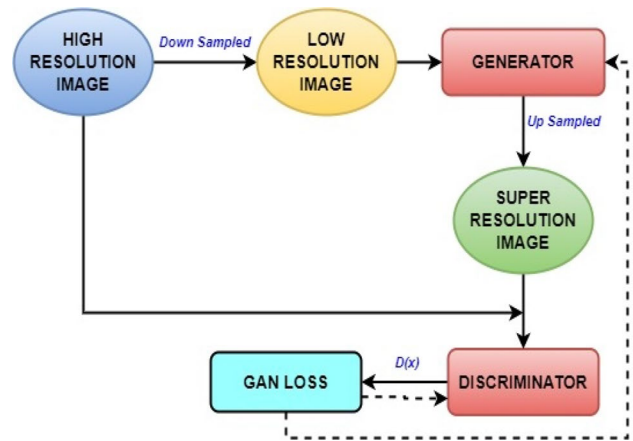 HIGH
RESOLUTION
IMAGE
Down Sampled
LOW
RESOLUTION
IMAGE
GENERATOR
Up Sampled
SUPER
RESOLUTION
IMAGE
D(x)
GAN LOSS
DISCRIMINATOR